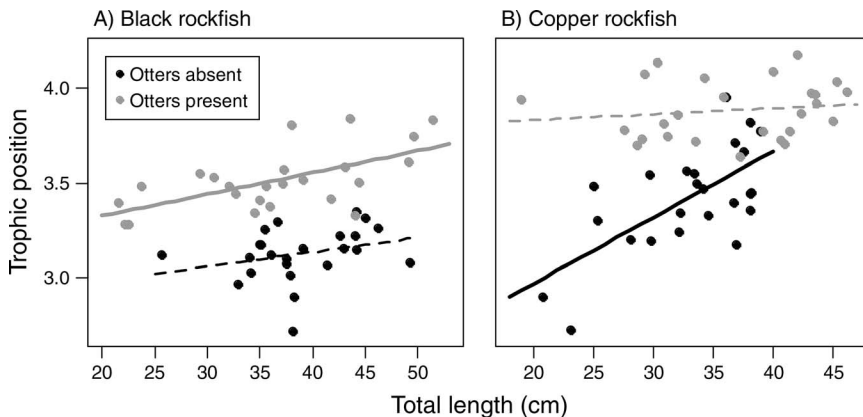 A) Black rockfish
B) Copper rockfish
Otters absent
Otters present
Trophic position
4.0
3.5
3.0
20 25 30 35 40 45 50
15 20 25 30 35 40 45
Total length (cm)